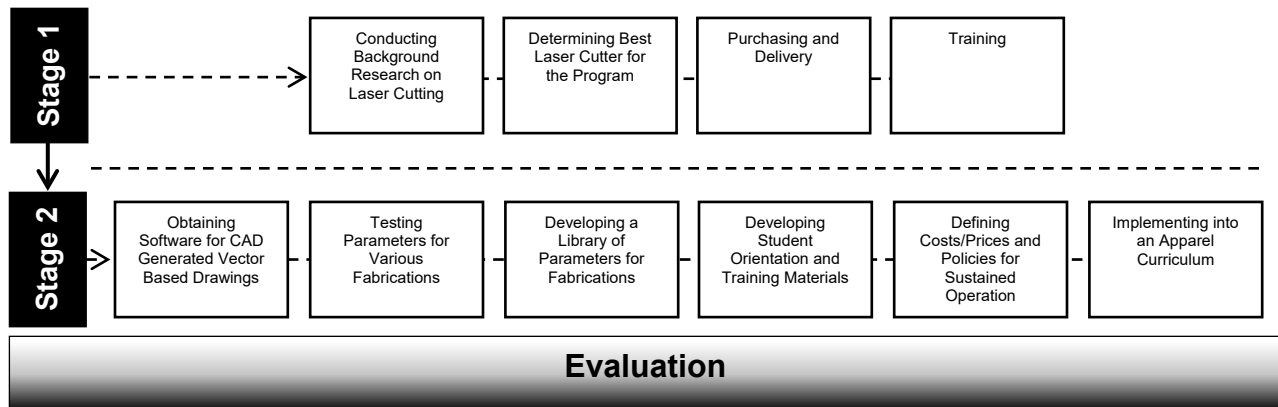 Stage 1
Conducting
Background
Research on
Laser Cutting
Determining Best
Laser Cutter for
the Program
Purchasing and
Delivery
Training
Stage 2
Obtaining
Software for CAD
Generated Vector
Based Drawings
Testing
Parameters for
Various
Fabrications
Developing a
Library of
Parameters for
Fabrications
Developing
Student
Orientation and
Training Materials
Defining
Costs/Prices and
Policies for
Sustained
Operation
Implementing into
an Apparel
Curriculum
Evaluation